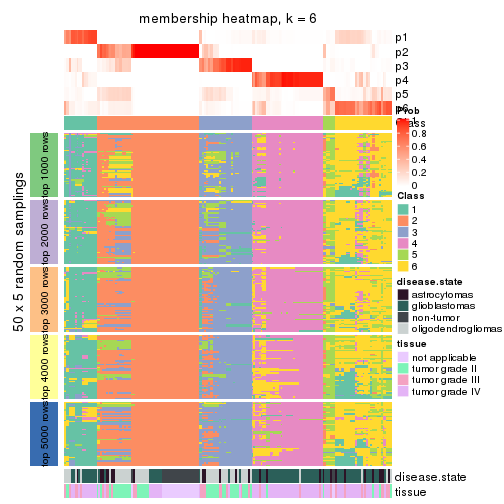 membership heatmap, k = 6
p1
p2
p3
p4
p5
p6
50 x 5 random samplings
top 1000 rows
top 2000 rows
top 3000 rows
top 4000 rows
top 5000 rows
Prob
1
0.8
0.6
0.4
0.2
0
Class
Class
1
2
3
4
5
6
disease.state
astrocytomas
glioblastomas
non-tumor
oligodendrogliomas
tissue
not applicable
tumor grade II
tumor grade III
tumor grade IV
disease.state
tissue